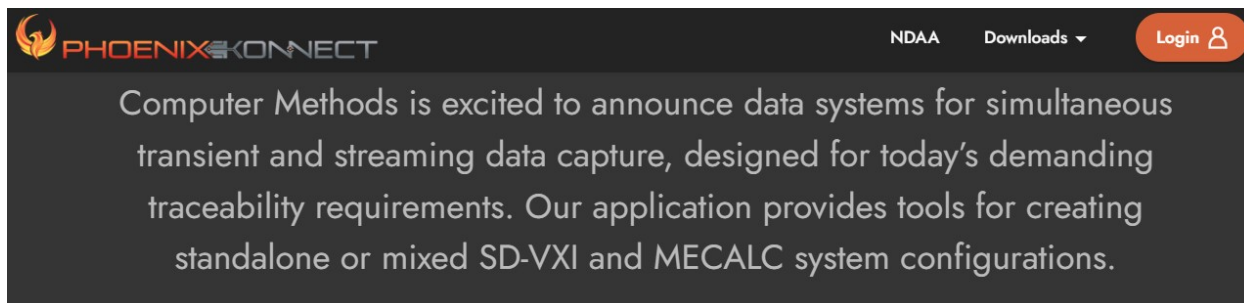 PHOENIX KONNECT
NDAA Downloads Login
Computer Methods is excited to announce data systems for simultaneous
transient and streaming data capture, designed for today’s demanding
traceability requirements. Our application provides tools for creating
standalone or mixed SD-VXI and MECALC system configurations.